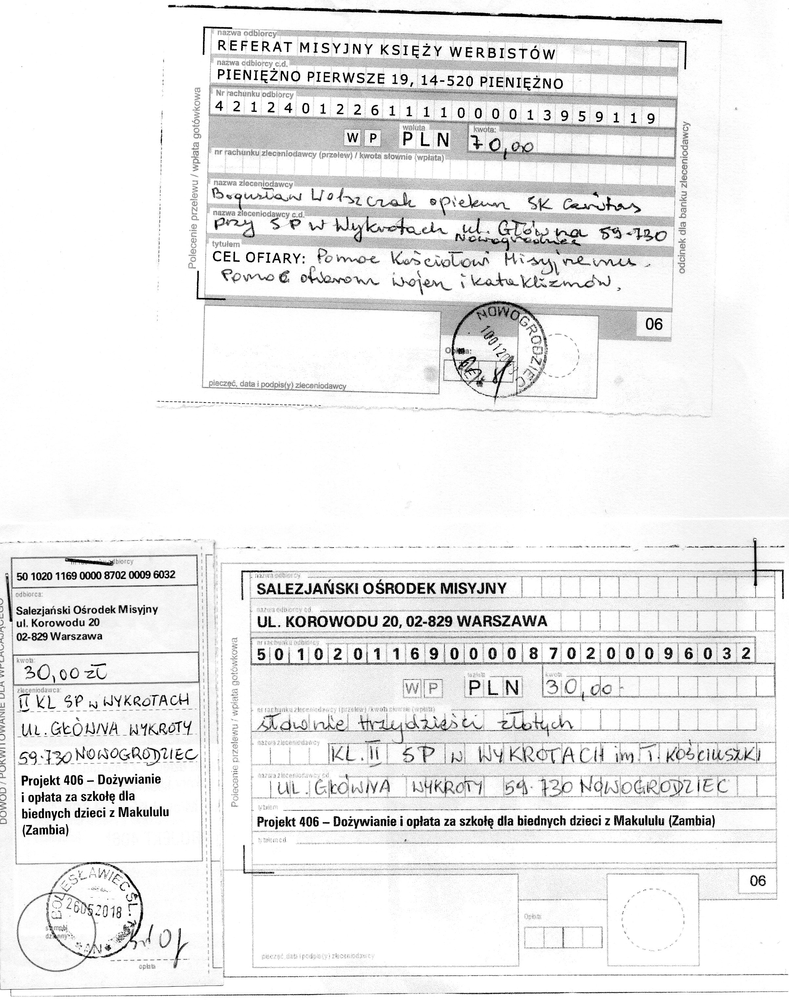 nazwa odbiorcy
REFERAT MISYJNY KSIĘŻY WERBISTÓW
nazwa odbiorcy c.d.
PIENIĘŻNO PIERWSZE 19, 14-520 PIENIĘŻNO
Nr rachunku odbiorcy
42124012261111000013959119
waluta
kwota:
W P PLN 70,00
nr rachunku zleceniodawcy (przelew) / kwota słownie (wpłata)
nazwa zleceniodawcy
Bogusław Wolszczak opiekun SK Caritas
nazwa zleceniodawcy c.d.
przy SP w Wykrotach ul. Główna 59-730
Nowogrodziec
tytułem
CEL OFIARY: Pomoc Kościołowi Misyjnemu.
Pomoc ofiarom wojen i kataklizmów.
Polecenie przelewu / wpłata gotówkowa
odcinek dla banku zleceniodawcy
06
NOWOGRODZIEC
Opłata:
pieczęć, data i podpis(y) zleceniodawcy
DOWÓD / POKWITOWANIE DLA WPŁACAJĄCEGO
nr rachunku odbiorcy
50 1020 1169 0000 8702 0009 6032
odbiorca:
Salezjański Ośrodek Misyjny
ul. Korowodu 20
02-829 Warszawa
kwota:
30,00 zł
zleceniodawca:
II KL SP w WYKROTACH
UL. GŁÓWNA WYKROTY
59-730 NOWOGRODZIEC
Projekt 406 – Dożywianie
i opłata za szkołę dla
biednych dzieci z Makululu
(Zambia)
BOLESŁAWIEC ŚL. 1
26052018
*AN*
stempel
dzienny
opłata
Polecenie przelewu / wpłata gotówkowa
nazwa odbiorcy
SALEZJAŃSKI OŚRODEK MISYJNY
nazwa odbiorcy cd.
UL. KOROWODU 20, 02-829 WARSZAWA
nr rachunku odbiorcy
50102011690000870200096032
waluta
kwota
WP PLN 30,00-
nr rachunku zleceniodawcy (przelew) / kwota słownie (wpłata)
słownie trzydzieści złotych
nazwa zleceniodawcy
KL. II SP w WYKROTACH im. T. KOŚCIUSZKI
nazwa zleceniodawcy cd.
UL. GŁÓWNA WYKROTY 59-730 NOWOGRODZIEC
tytułem
Projekt 406 – Dożywianie i opłata za szkołę dla biednych dzieci z Makululu (Zambia)
tytułem cd.
06
Opłata
pieczęć, data i podpis(y) zleceniodawcy